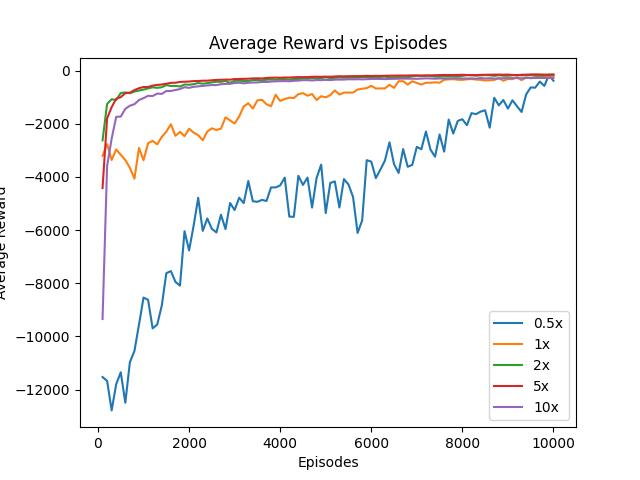 Average Reward vs Episodes
Average Reward
0
−2000
−4000
−6000
−8000
−10000
−12000
0 2000 4000 6000 8000 10000
Episodes
0.5x
1x
2x
5x
10x